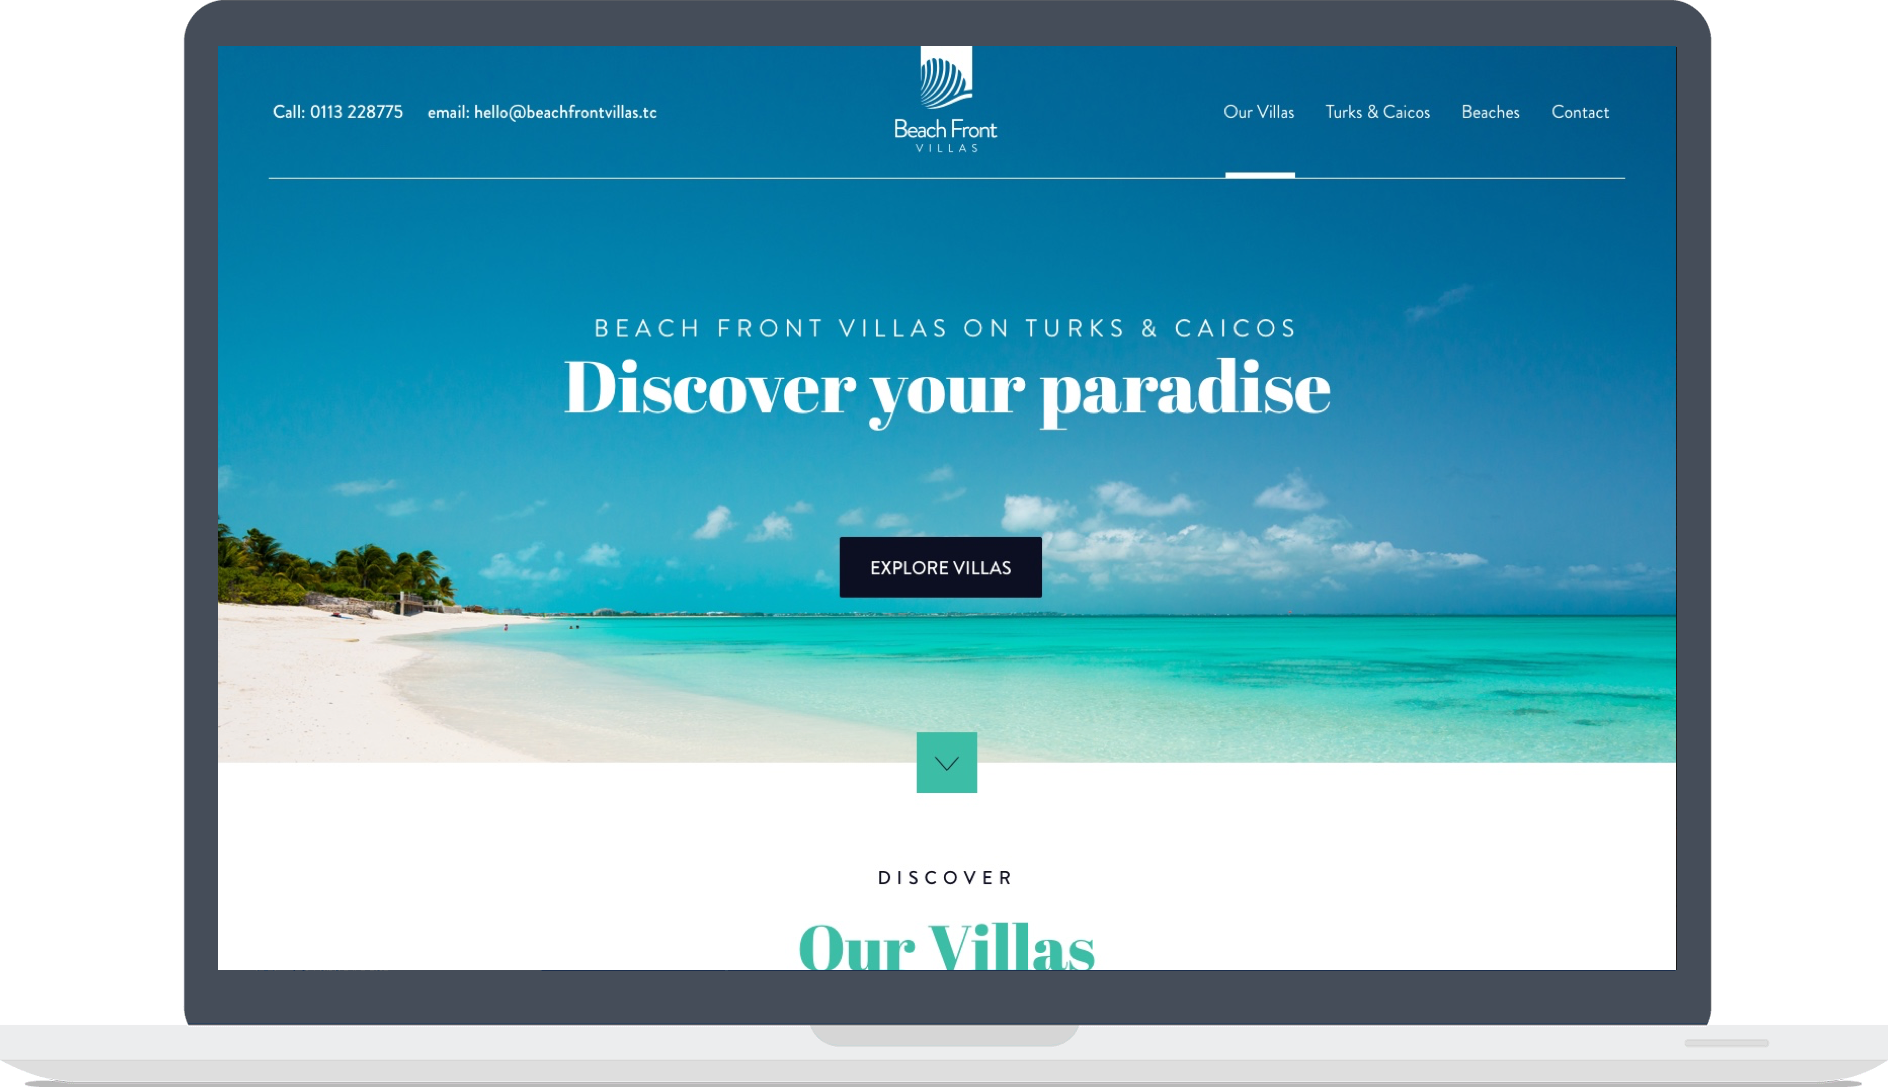 Call: 0113 228775 email: hello@beachfrontvillas.tc
Beach Front
VILLAS
Our Villas Turks & Caicos Beaches Contact
BEACH FRONT VILLAS ON TURKS & CAICOS
Discover your paradise
EXPLORE VILLAS
DISCOVER
Our Villas